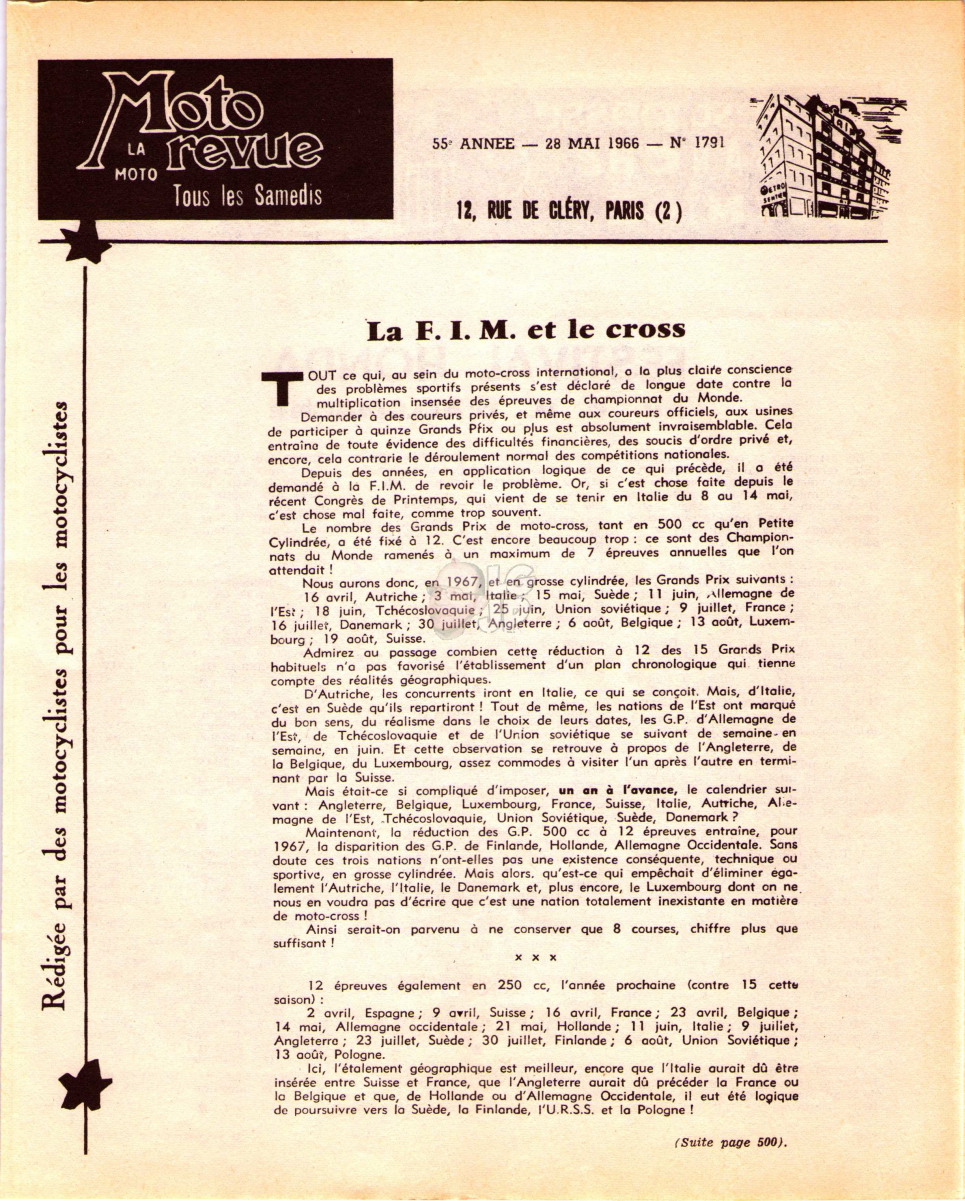 Moto
revue
LA
MOTO
Tous les Samedis
55e ANNEE — 28 MAI 1966 — N° 1791
12, RUE DE CLÉRY, PARIS (2)
METRO
SENTIER
Rédigée par des motocyclistes pour les motocyclistes
La F. I. M. et le cross
TOUT ce qui, au sein du moto-cross international, a la plus claire conscience
des problèmes sportifs présents s'est déclaré de longue date contre la
multiplication insensée des épreuves de championnat du Monde.
Demander à des coureurs privés, et même aux coureurs officiels, aux usines
de participer à quinze Grands Prix ou plus est absolument invraisemblable. Cela
entraîne de toute évidence des difficultés financières, des soucis d'ordre privé et,
encore, cela contrarie le déroulement normal des compétitions nationales.
Depuis des années, en application logique de ce qui précède, il a été
demandé à la F.I.M. de revoir le problème. Or, si c'est chose faite depuis le
récent Congrès de Printemps, qui vient de se tenir en Italie du 8 au 14 mai,
c'est chose mal faite, comme trop souvent.
Le nombre des Grands Prix de moto-cross, tant en 500 cc qu'en Petite
Cylindrée, a été fixé à 12. C'est encore beaucoup trop : ce sont des Champion-
nats du Monde ramenés à un maximum de 7 épreuves annuelles que l'on
attendait !
Nous aurons donc, en 1967, et en grosse cylindrée, les Grands Prix suivants :
16 avril, Autriche ; 3 mai, Italie ; 15 mai, Suède ; 11 juin, Allemagne de
l'Est ; 18 juin, Tchécoslovaquie ; 25 juin, Union soviétique ; 9 juillet, France ;
16 juillet, Danemark ; 30 juillet, Angleterre ; 6 août, Belgique ; 13 août, Luxem-
bourg ; 19 août, Suisse.
Admirez au passage combien cette réduction à 12 des 15 Grands Prix
habituels n'a pas favorisé l'établissement d'un plan chronologique qui tienne
compte des réalités géographiques.
D'Autriche, les concurrents iront en Italie, ce qui se conçoit. Mais, d'Italie,
c'est en Suède qu'ils repartiront ! Tout de même, les nations de l'Est ont marqué
du bon sens, du réalisme dans le choix de leurs dates, les G.P. d'Allemagne de
l'Est, de Tchécoslovaquie et de l'Union soviétique se suivant de semaine-en
semaine, en juin. Et cette observation se retrouve à propos de l'Angleterre, de
la Belgique, du Luxembourg, assez commodes à visiter l'un après l'autre en termi-
nant par la Suisse.
Mais était-ce si compliqué d'imposer, un an à l'avance, le calendrier sui-
vant : Angleterre, Belgique, Luxembourg, France, Suisse, Italie, Autriche, Alle-
magne de l'Est, Tchécoslovaquie, Union Soviétique, Suède, Danemark ?
Maintenant, la réduction des G.P. 500 cc à 12 épreuves entraîne, pour
1967, la disparition des G.P. de Finlande, Hollande, Allemagne Occidentale. Sans
doute ces trois nations n'ont-elles pas une existence conséquente, technique ou
sportive, en grosse cylindrée. Mais alors, qu'est-ce qui empêchait d'éliminer éga-
lement l'Autriche, l'Italie, le Danemark et, plus encore, le Luxembourg dont on ne
nous en voudra pas d'écrire que c'est une nation totalement inexistante en matière
de moto-cross !
Ainsi serait-on parvenu à ne conserver que 8 courses, chiffre plus que
suffisant !
x x x
12 épreuves également en 250 cc, l'année prochaine (contre 15 cette
saison) :
2 avril, Espagne ; 9 avril, Suisse ; 16 avril, France ; 23 avril, Belgique ;
14 mai, Allemagne occidentale ; 21 mai, Hollande ; 11 juin, Italie ; 9 juillet,
Angleterre ; 23 juillet, Suède ; 30 juillet, Finlande ; 6 août, Union Soviétique ;
13 août, Pologne.
Ici, l'étalement géographique est meilleur, encore que l'Italie aurait dû être
insérée entre Suisse et France, que l'Angleterre aurait dû précéder la France ou
la Belgique et que, de Hollande ou d'Allemagne Occidentale, il eut été logique
de poursuivre vers la Suède, la Finlande, l'U.R.S.S. et la Pologne !
(Suite page 500).